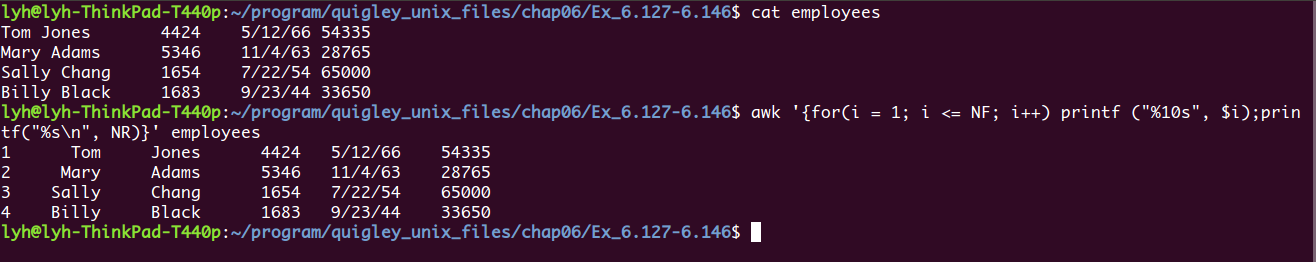 lyh@lyh-ThinkPad-T440p:~/program/quigley_unix_files/chap06/Ex_6.127-6.146$ cat employees
Tom Jones       4424    5/12/66 54335
Mary Adams      5346    11/4/63 28765
Sally Chang     1654    7/22/54 65000
Billy Black     1683    9/23/44 33650
lyh@lyh-ThinkPad-T440p:~/program/quigley_unix_files/chap06/Ex_6.127-6.146$ awk '{for(i = 1; i <= NF; i++) printf ("%10s", $i);prin
tf("%s\n", NR)}' employees
1      Tom     Jones      4424   5/12/66    54335
2     Mary     Adams      5346   11/4/63    28765
3    Sally     Chang      1654   7/22/54    65000
4    Billy     Black      1683   9/23/44    33650
lyh@lyh-ThinkPad-T440p:~/program/quigley_unix_files/chap06/Ex_6.127-6.146$